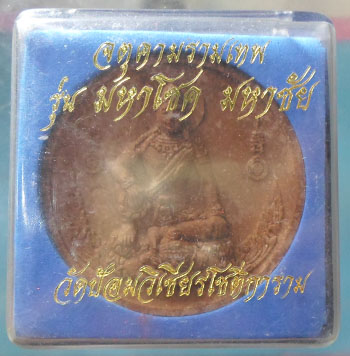 จตุคามรามเทพ
รุ่น มหาโชค มหาชัย
วัดป้อมวิเชียรโชติการาม